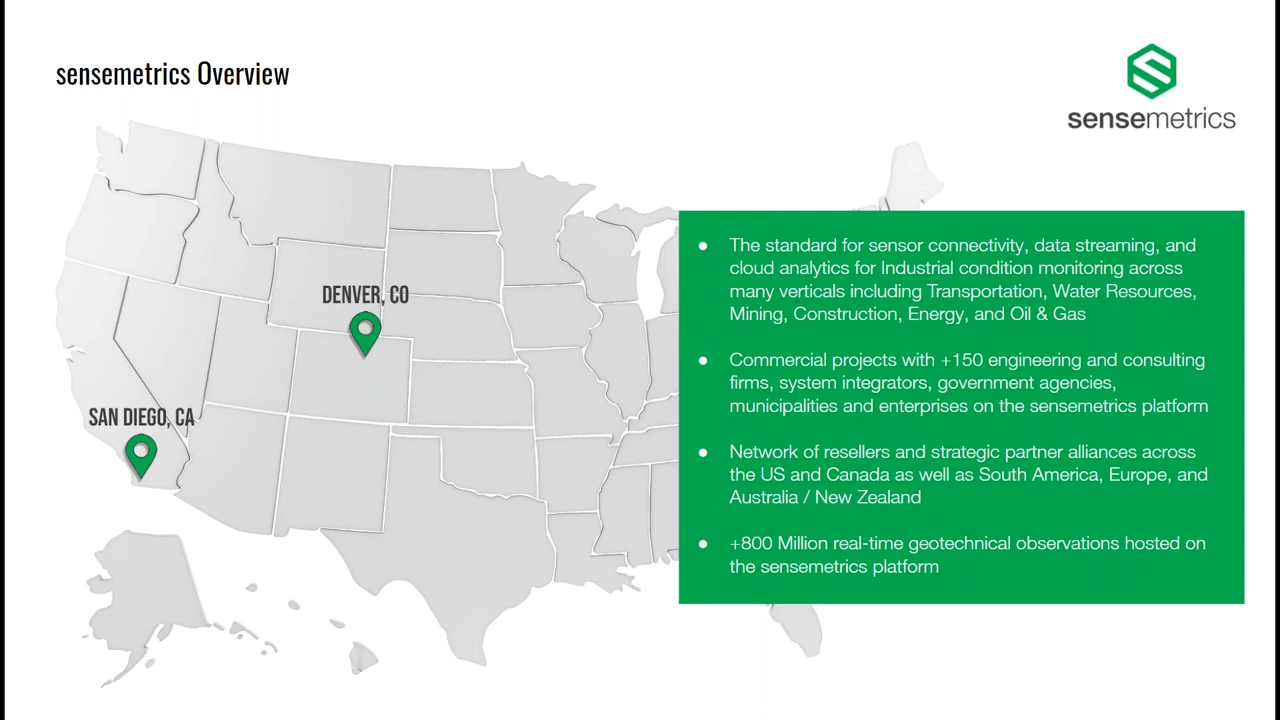 sensemetrics Overview
sensemetrics
DENVER, CO
SAN DIEGO, CA
● The standard for sensor connectivity, data streaming, and
cloud analytics for Industrial condition monitoring across
many verticals including Transportation, Water Resources,
Mining, Construction, Energy, and Oil & Gas
● Commercial projects with +150 engineering and consulting
firms, system integrators, government agencies,
municipalities and enterprises on the sensemetrics platform
● Network of resellers and strategic partner alliances across
the US and Canada as well as South America, Europe, and
Australia / New Zealand
● +800 Million real-time geotechnical observations hosted on
the sensemetrics platform